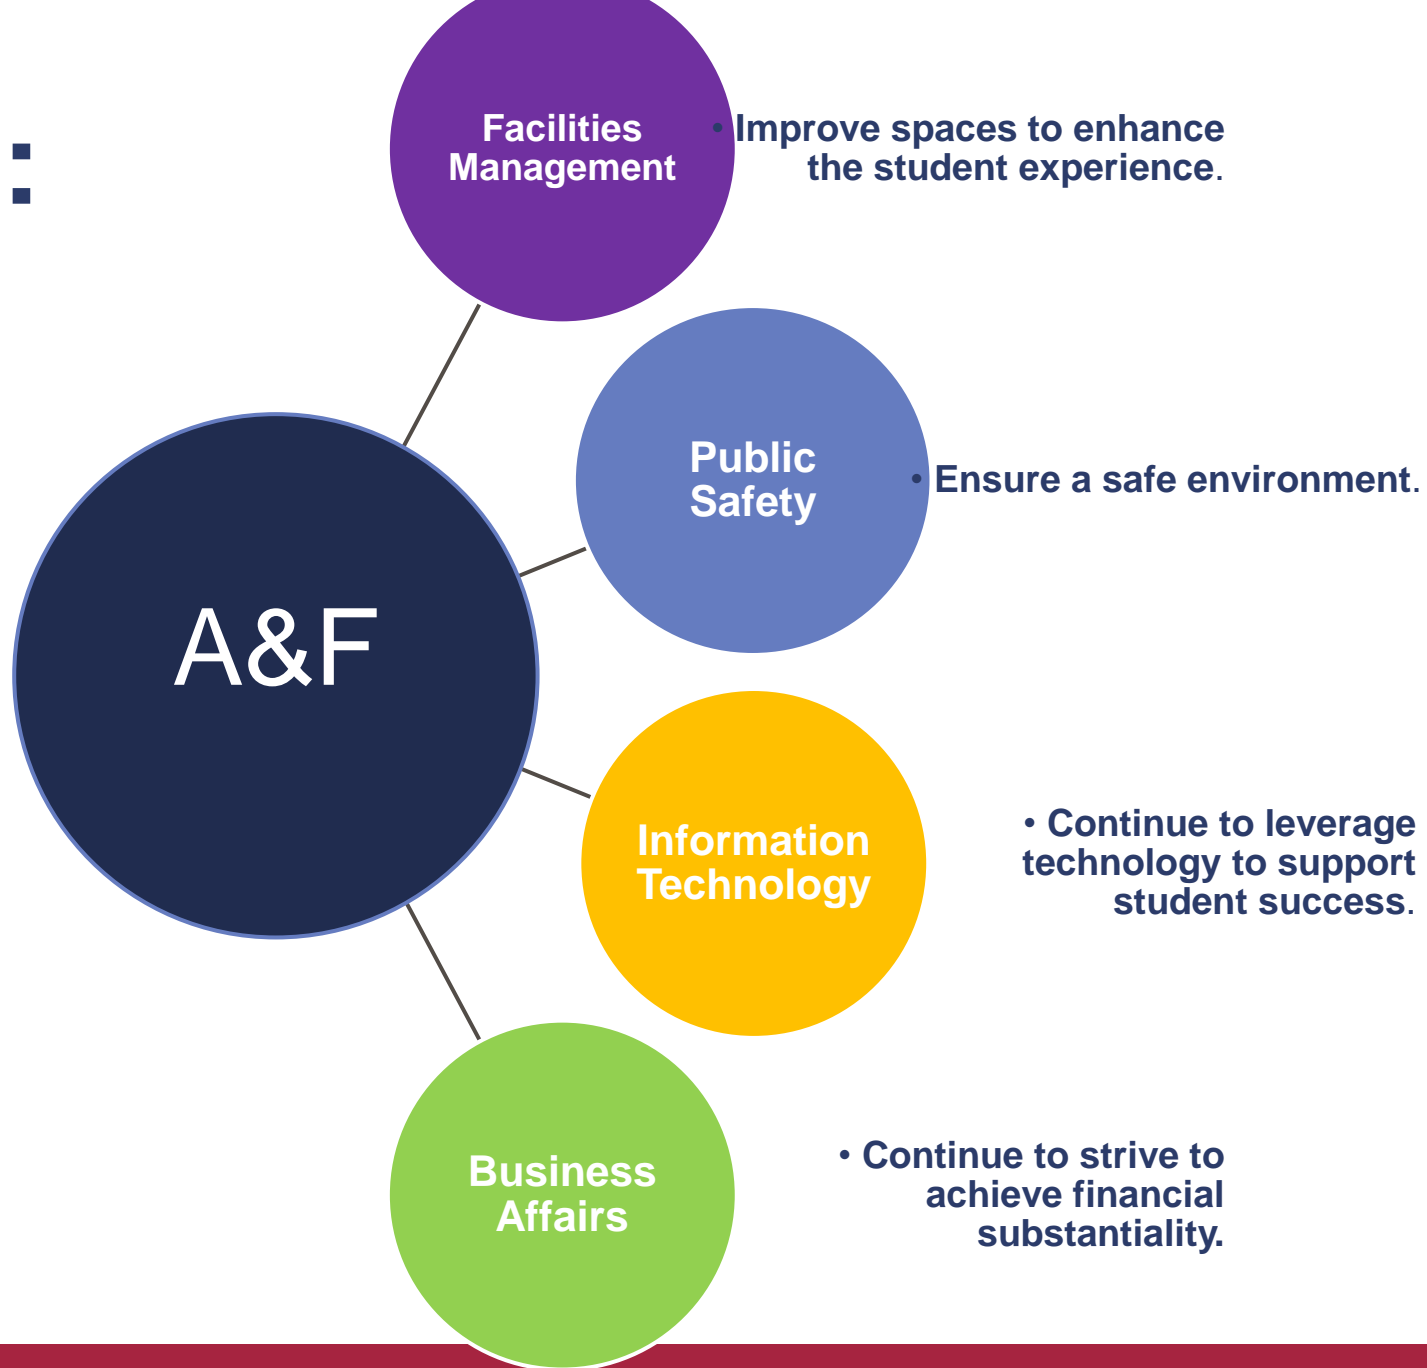 :
Facilities
Management
• Improve spaces to enhance
the student experience.
Public
Safety
• Ensure a safe environment.
A&F
Information
Technology
• Continue to leverage
technology to support
student success.
Business
Affairs
• Continue to strive to
achieve financial
substantiality.